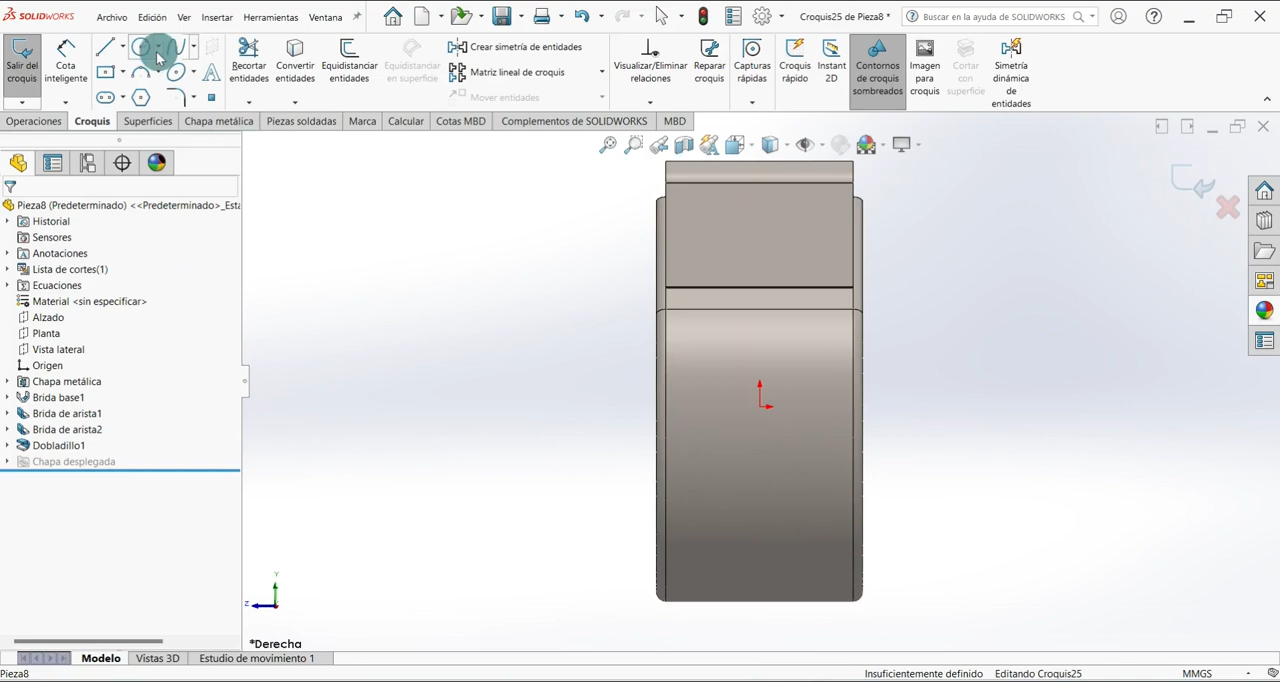 SOLIDWORKS
Archivo Edición Ver Insertar Herramientas Ventana
Croquis25 de Pieza8 *
Buscar en la ayuda de SOLIDWORKS
Salir del croquis
Cota inteligente
Recortar entidades
Convertir entidades
Equidistanciar entidades
Equidistanciar en superficie
Crear simetría de entidades
Matriz lineal de croquis
Mover entidades
Visualizar/Eliminar relaciones
Reparar croquis
Capturas rápidas
Croquis rápido
Instant 2D
Contornos de croquis sombreados
Imagen para croquis
Cortar con superficie
Simetría dinámica de entidades
Operaciones Croquis Superficies Chapa metálica Piezas soldadas Marca Calcular Cotas MBD Complementos de SOLIDWORKS MBD
Pieza8 (Predeterminado) <<Predeterminado>_Esta
Historial
Sensores
Anotaciones
Lista de cortes(1)
Ecuaciones
Material <sin especificar>
Alzado
Planta
Vista lateral
Origen
Chapa metálica
Brida base1
Brida de arista1
Brida de arista2
Dobladillo1
Chapa desplegada
Y
Z
*Derecha
Modelo Vistas 3D Estudio de movimiento 1
Pieza8
Insuficientemente definido Editando Croquis25 MMGS